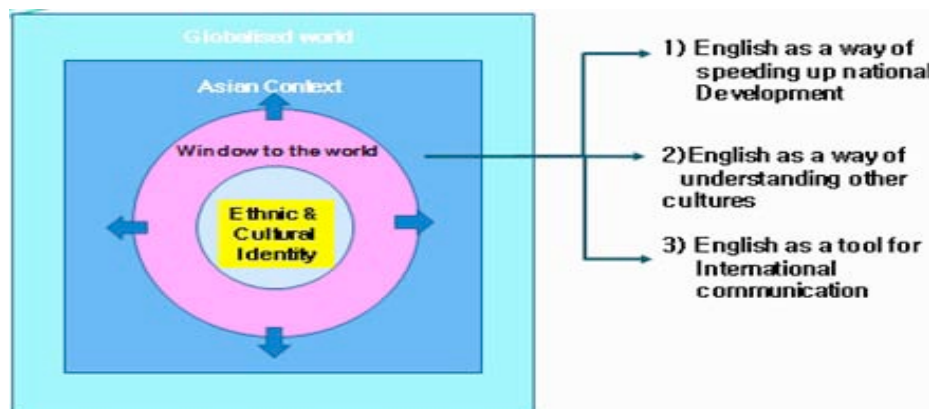 Globalised world
Asian Context
Window to the world
Ethnic &
Cultural
Identity
1) English as a way of
speeding up national
Development
2)English as a way of
understanding other
cultures
3) English as a tool for
International
communication